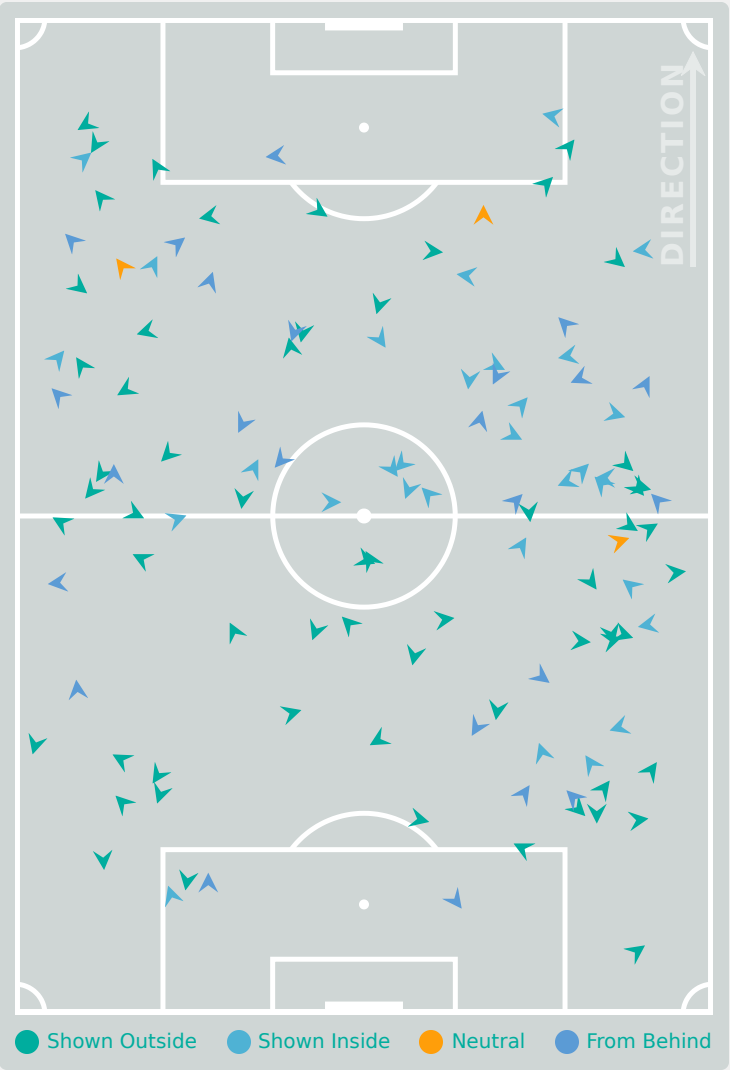 DIRECTION
Shown Outside
Shown Inside
Neutral
From Behind